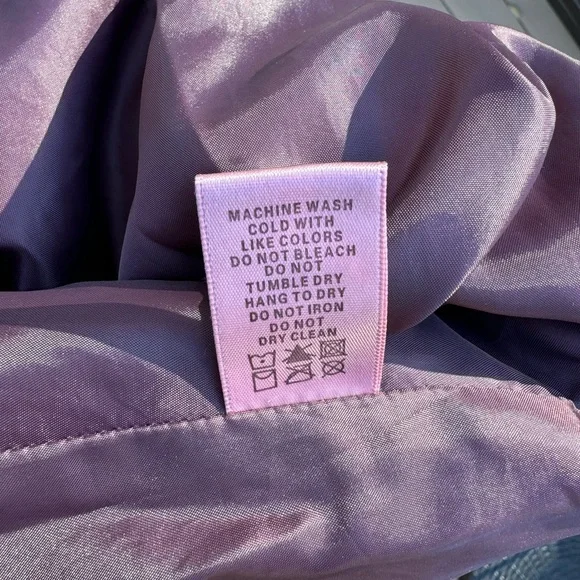 MACHINE WASH
COLD WITH
LIKE COLORS
DO NOT BLEACH
DO NOT
TUMBLE DRY
HANG TO DRY
DO NOT IRON
DO NOT
DRY CLEAN